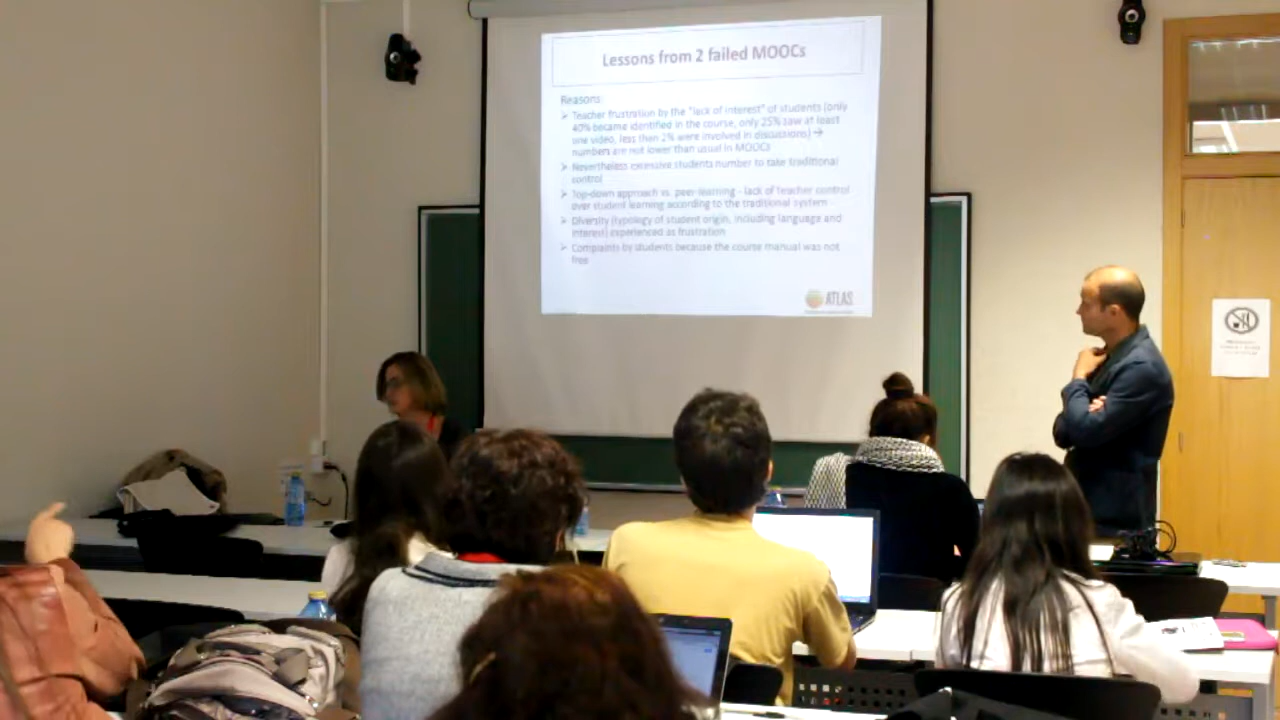 Lessons from 2 failed MOOCs
Reasons:
➢ Teacher frustration by the "lack of interest" of students (only
40% became identified in the course, only 25% saw at least
one video, less than 2% were involved in discussions) →
numbers are not lower than usual in MOOCs
➢ Nevertheless excessive students number to take traditional
control
➢ Top-down approach vs. peer-learning - lack of teacher control
over student learning according to the traditional system
➢ Diversity (typology of student origin, including language and
interest) experienced as frustration
➢ Complaints by students because the course manual was not
free
ATLAS